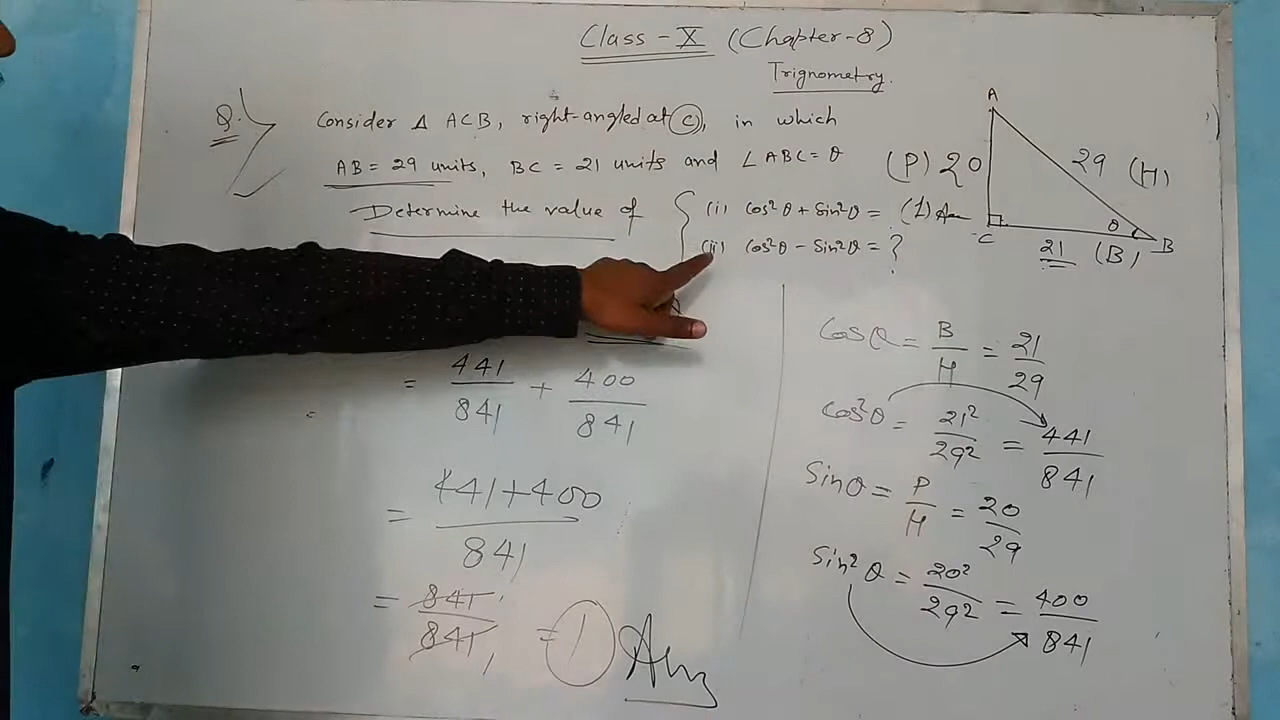 Class - X (Chapter-8)
Trignometry.
Q. Consider Δ ACB, right-angled at C, in which
AB = 29 units, BC = 21 units and ∠ABC = θ
Determine the value of
(i) Cos²θ + Sin²θ = (1) Ans
(ii) Cos²θ - Sin²θ = ?
A
(P) 20
29 (H)
C
θ
B
21 (B)
= 441/841 + 400/841
= 441+400/841
= 841/841 = 1 Ans
Cosθ = B/H = 21/29
Cos²θ = 21²/29² = 441/841
Sinθ = P/H = 20/29
Sin²θ = 20²/29² = 400/841